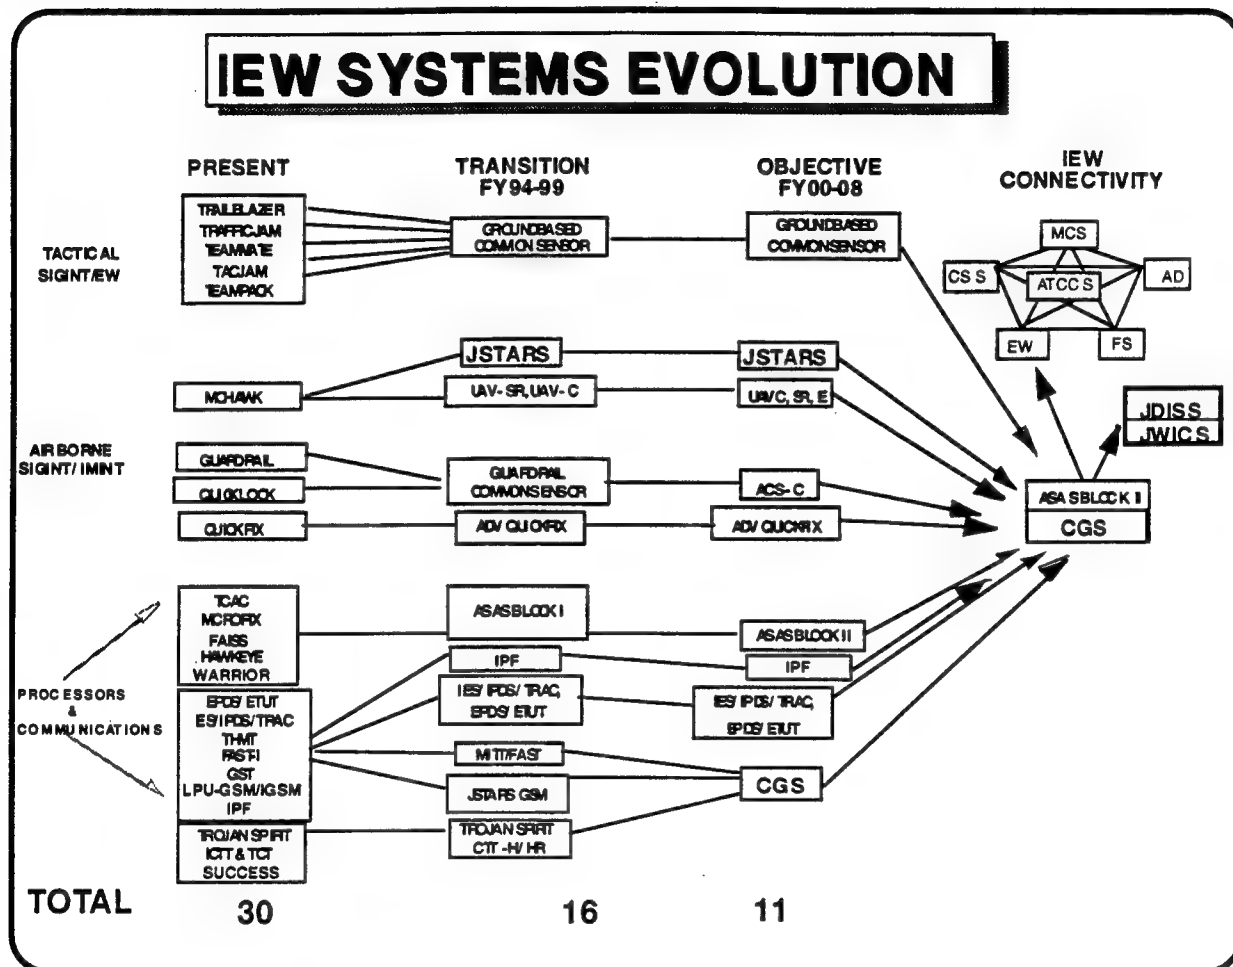 IEW SYSTEMS EVOLUTION
PRESENT
TRANSITION
FY94-99
OBJECTIVE
FY00-08
IEW
CONNECTIVITY
TACTICAL
SIGINT/EW
TRAILBLAZER
TRAFFICJAM
TEAMMATE
TACJAM
TEAMPACK
GROUNDBASED
COMMON SENSOR
GROUNDBASED
COMMONSENSOR
MCS
CSS
ATCCS
AD
EW
FS
AIRBORNE
SIGINT/IMINT
MOHAWK
JSTARS
UAV-SR, UAV-C
JSTARS
UAV C, SR, E
JDISS
JWICS
GUARDRAIL
QUICKLOOK
QUICKFIX
GUARDRAIL
COMMONSENSOR
ADV QUICKFIX
ACS-C
ADV QUICKFIX
ASAS BLOCK II
CGS
PROCESSORS
&
COMMUNICATIONS
TCAC
MICROFIX
FAISS
HAWKEYE
WARRIOR
ASAS BLOCK I
ASAS BLOCK II
IPF
IPF
EPDS/ETUT
IES/IPDS/TRAC
THMT
FAST-I
GST
LPU-GSM/IGSM
IPF
IES/IPDS/TRAC,
EPDS/ETUT
IES/IPDS/TRAC,
EPDS/ETUT
MITT/FAST
JSTARS GSM
CGS
TROJAN SPIRIT
ICTT & TCT
SUCCESS
TROJAN SPIRIT
CTT-H/HR
TOTAL
30
16
11